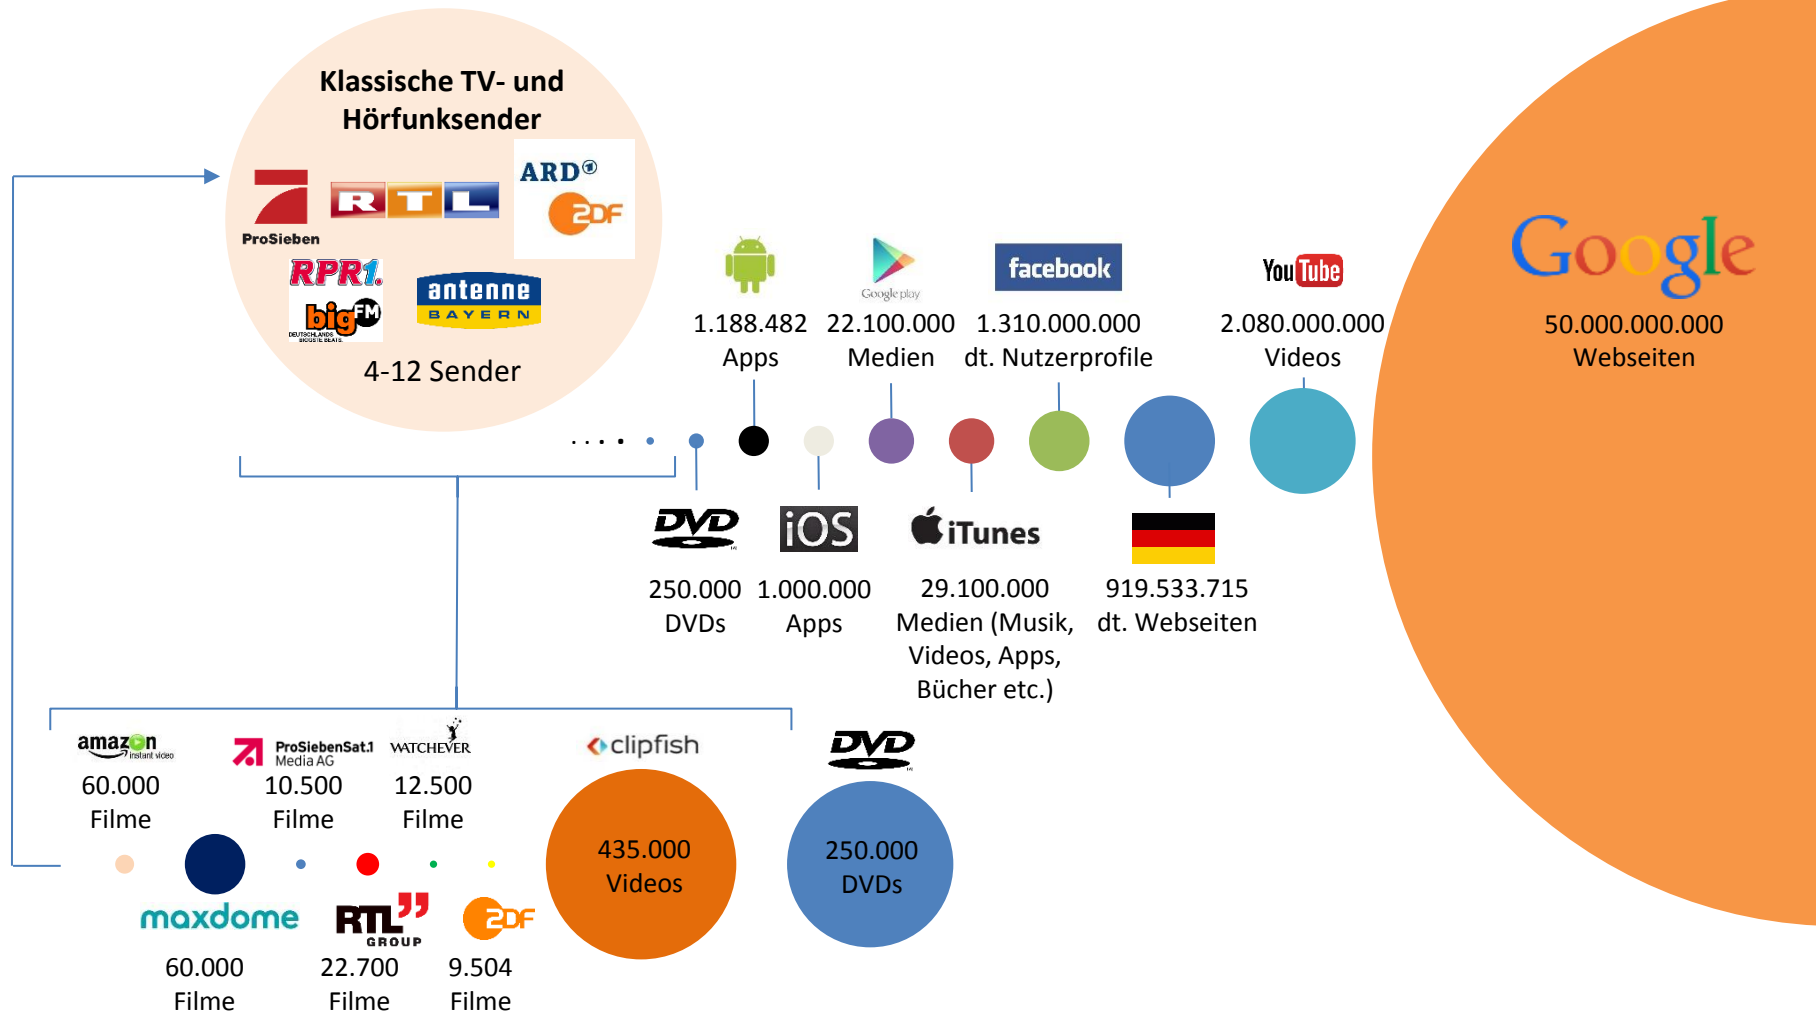 Klassische TV- und
Hörfunksender
ARD
ProSieben
RTL
ZDF
RPR1.
bigFM
DEUTSCHLANDS
BIGGSTE BEATS.
antenne
BAYERN
4-12 Sender
1.188.482
Apps
Google play
22.100.000
Medien
facebook
1.310.000.000
dt. Nutzerprofile
YouTube
2.080.000.000
Videos
Google
50.000.000.000
Webseiten
DVD
250.000
DVDs
iOS
1.000.000
Apps
iTunes
29.100.000
Medien (Musik,
Videos, Apps,
Bücher etc.)
919.533.715
dt. Webseiten
amazon
instant video
60.000
Filme
ProSiebenSat.1
Media AG
10.500
Filme
WATCHEVER
12.500
Filme
clipfish
435.000
Videos
DVD
250.000
DVDs
maxdome
60.000
Filme
RTL
GROUP
22.700
Filme
ZDF
9.504
Filme